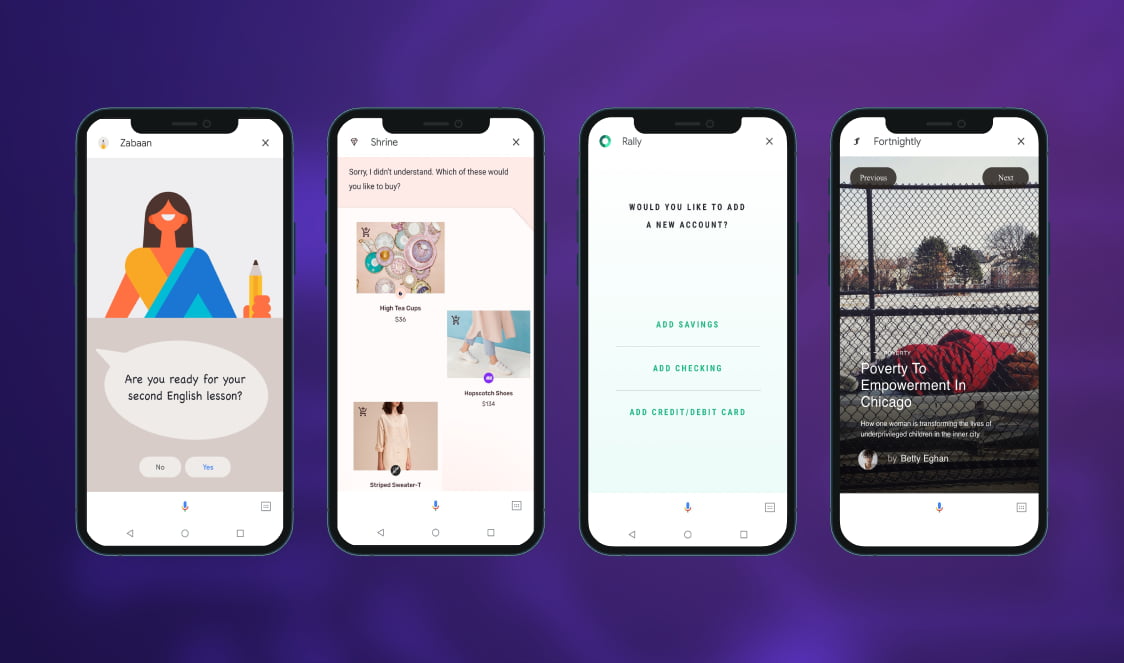 Zabaan
Are you ready for your
second English lesson?
No
Yes
Shrine
Sorry, I didn't understand. Which of these would
you like to buy?
High Tea Cups
$36
Hopscotch Shoes
$134
Striped Sweater-T
Rally
WOULD YOU LIKE TO ADD
A NEW ACCOUNT?
ADD SAVINGS
ADD CHECKING
ADD CREDIT/DEBIT CARD
Fortnightly
Previous
Next
POVERTY
Poverty To
Empowerment In
Chicago
How one woman is transforming the lives of
underprivileged children in the inner city
by Betty Eghan